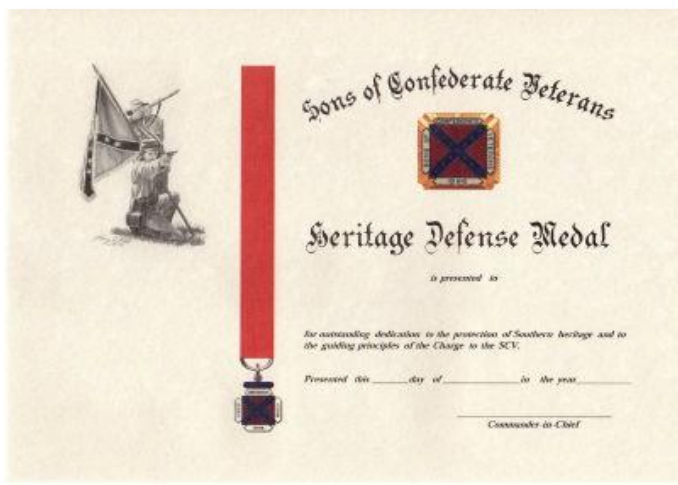 Sons of Confederate Veterans
Heritage Defense Medal
is presented to
for outstanding dedication to the protection of Southern heritage and to
the guiding principles of the Charge to the SCV.
Presented this ______ day of ____________ in the year ________
Commander-in-Chief